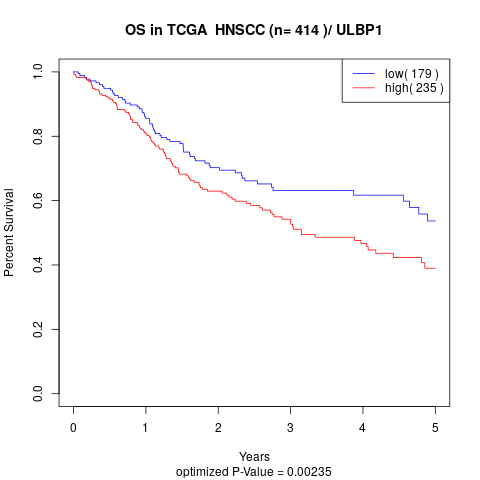 OS in TCGA  HNSCC (n= 414 )/ ULBP1
low( 179 )
high( 235 )
Percent Survival
1.0
0.8
0.6
0.4
0.2
0.0
0 1 2 3 4 5
Years
optimized P-Value = 0.00235